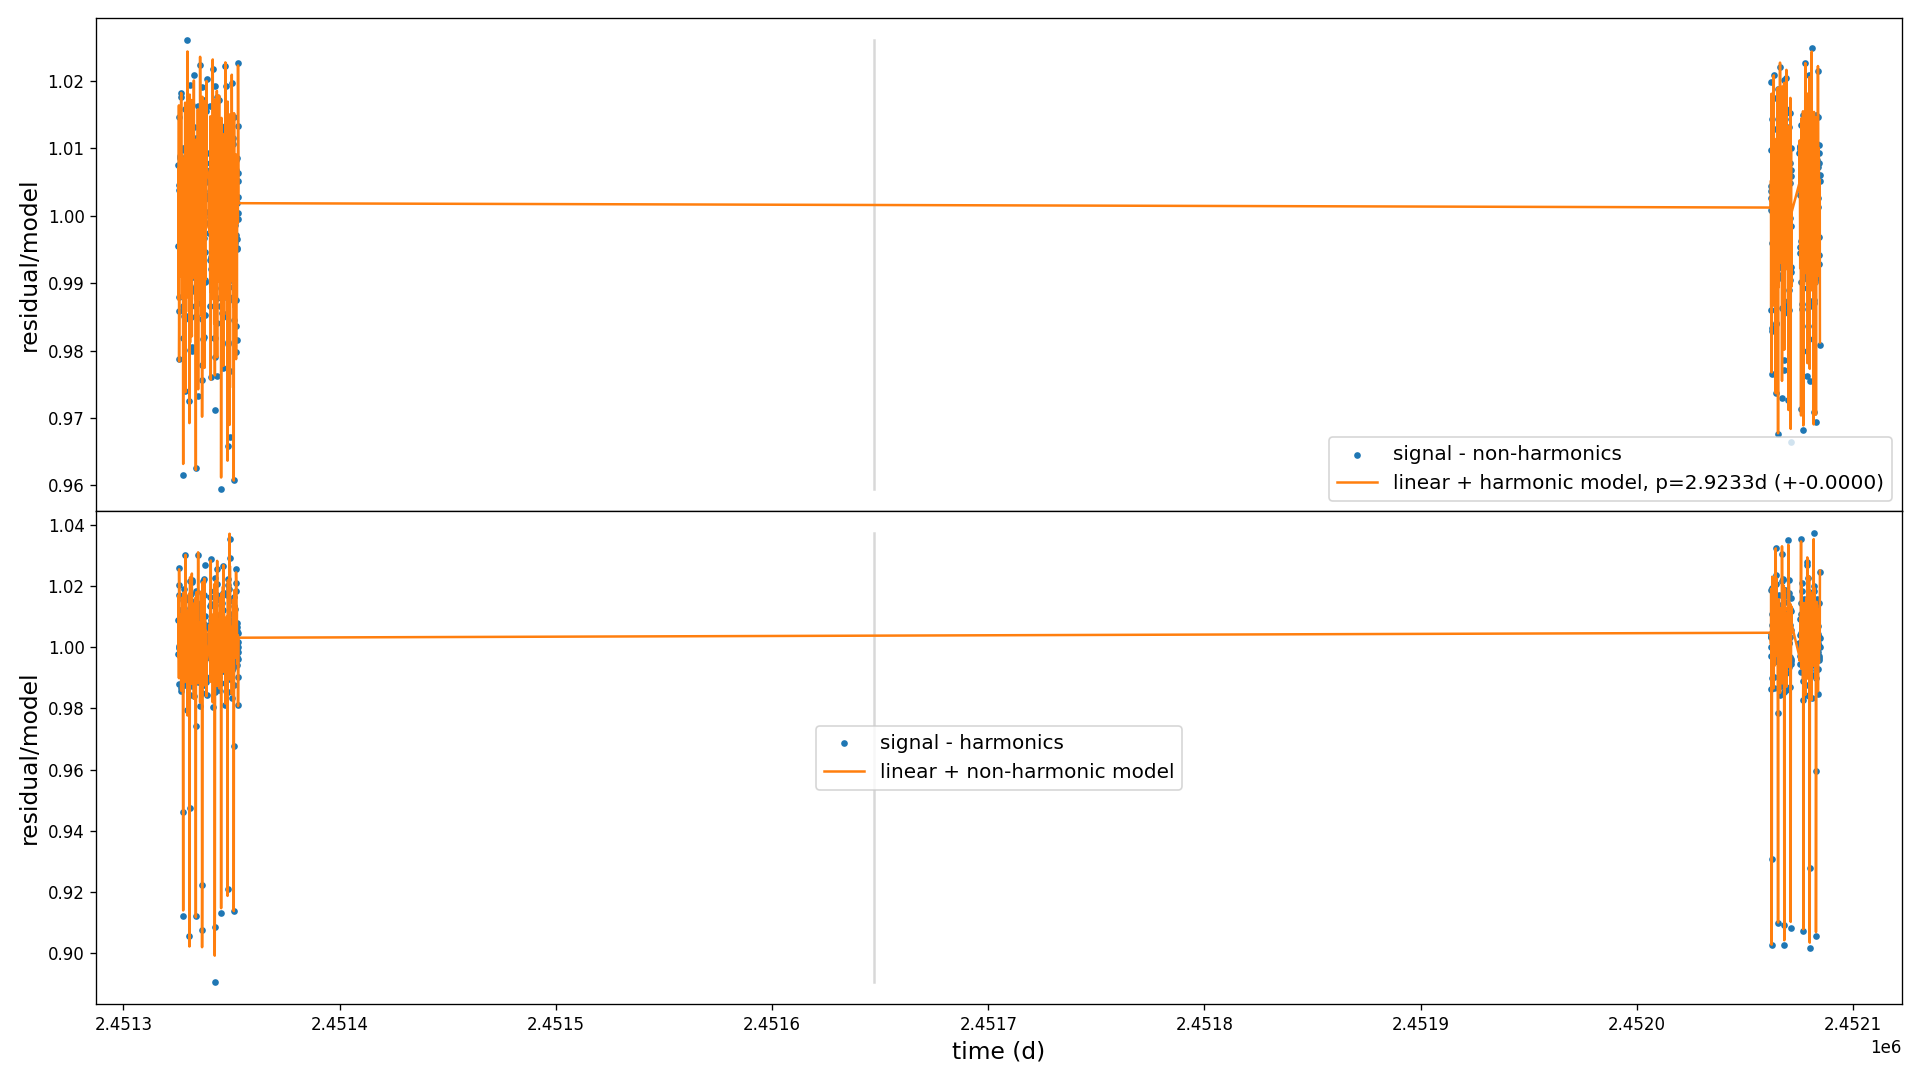 1.02
1.01
1.00
0.99
0.98
0.97
0.96
residual/model
signal - non-harmonics
linear + harmonic model, p=2.9233d (+-0.0000)
1.04
1.02
1.00
0.98
0.96
0.94
0.92
0.90
residual/model
signal - harmonics
linear + non-harmonic model
2.4513 2.4514 2.4515 2.4516 2.4517 2.4518 2.4519 2.4520 2.4521
1e6
time (d)